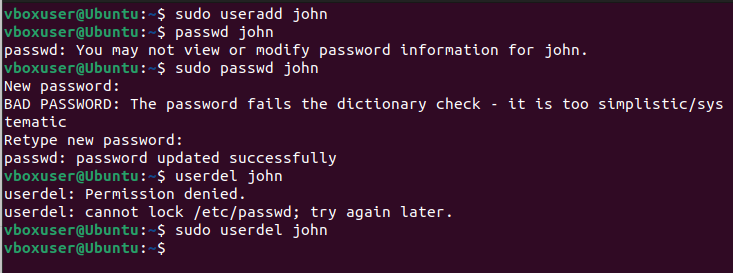 vboxuser@Ubuntu:~$ sudo useradd john
vboxuser@Ubuntu:~$ passwd john
passwd: You may not view or modify password information for john.
vboxuser@Ubuntu:~$ sudo passwd john
New password:
BAD PASSWORD: The password fails the dictionary check - it is too simplistic/sys
tematic
Retype new password:
passwd: password updated successfully
vboxuser@Ubuntu:~$ userdel john
userdel: Permission denied.
userdel: cannot lock /etc/passwd; try again later.
vboxuser@Ubuntu:~$ sudo userdel john
vboxuser@Ubuntu:~$